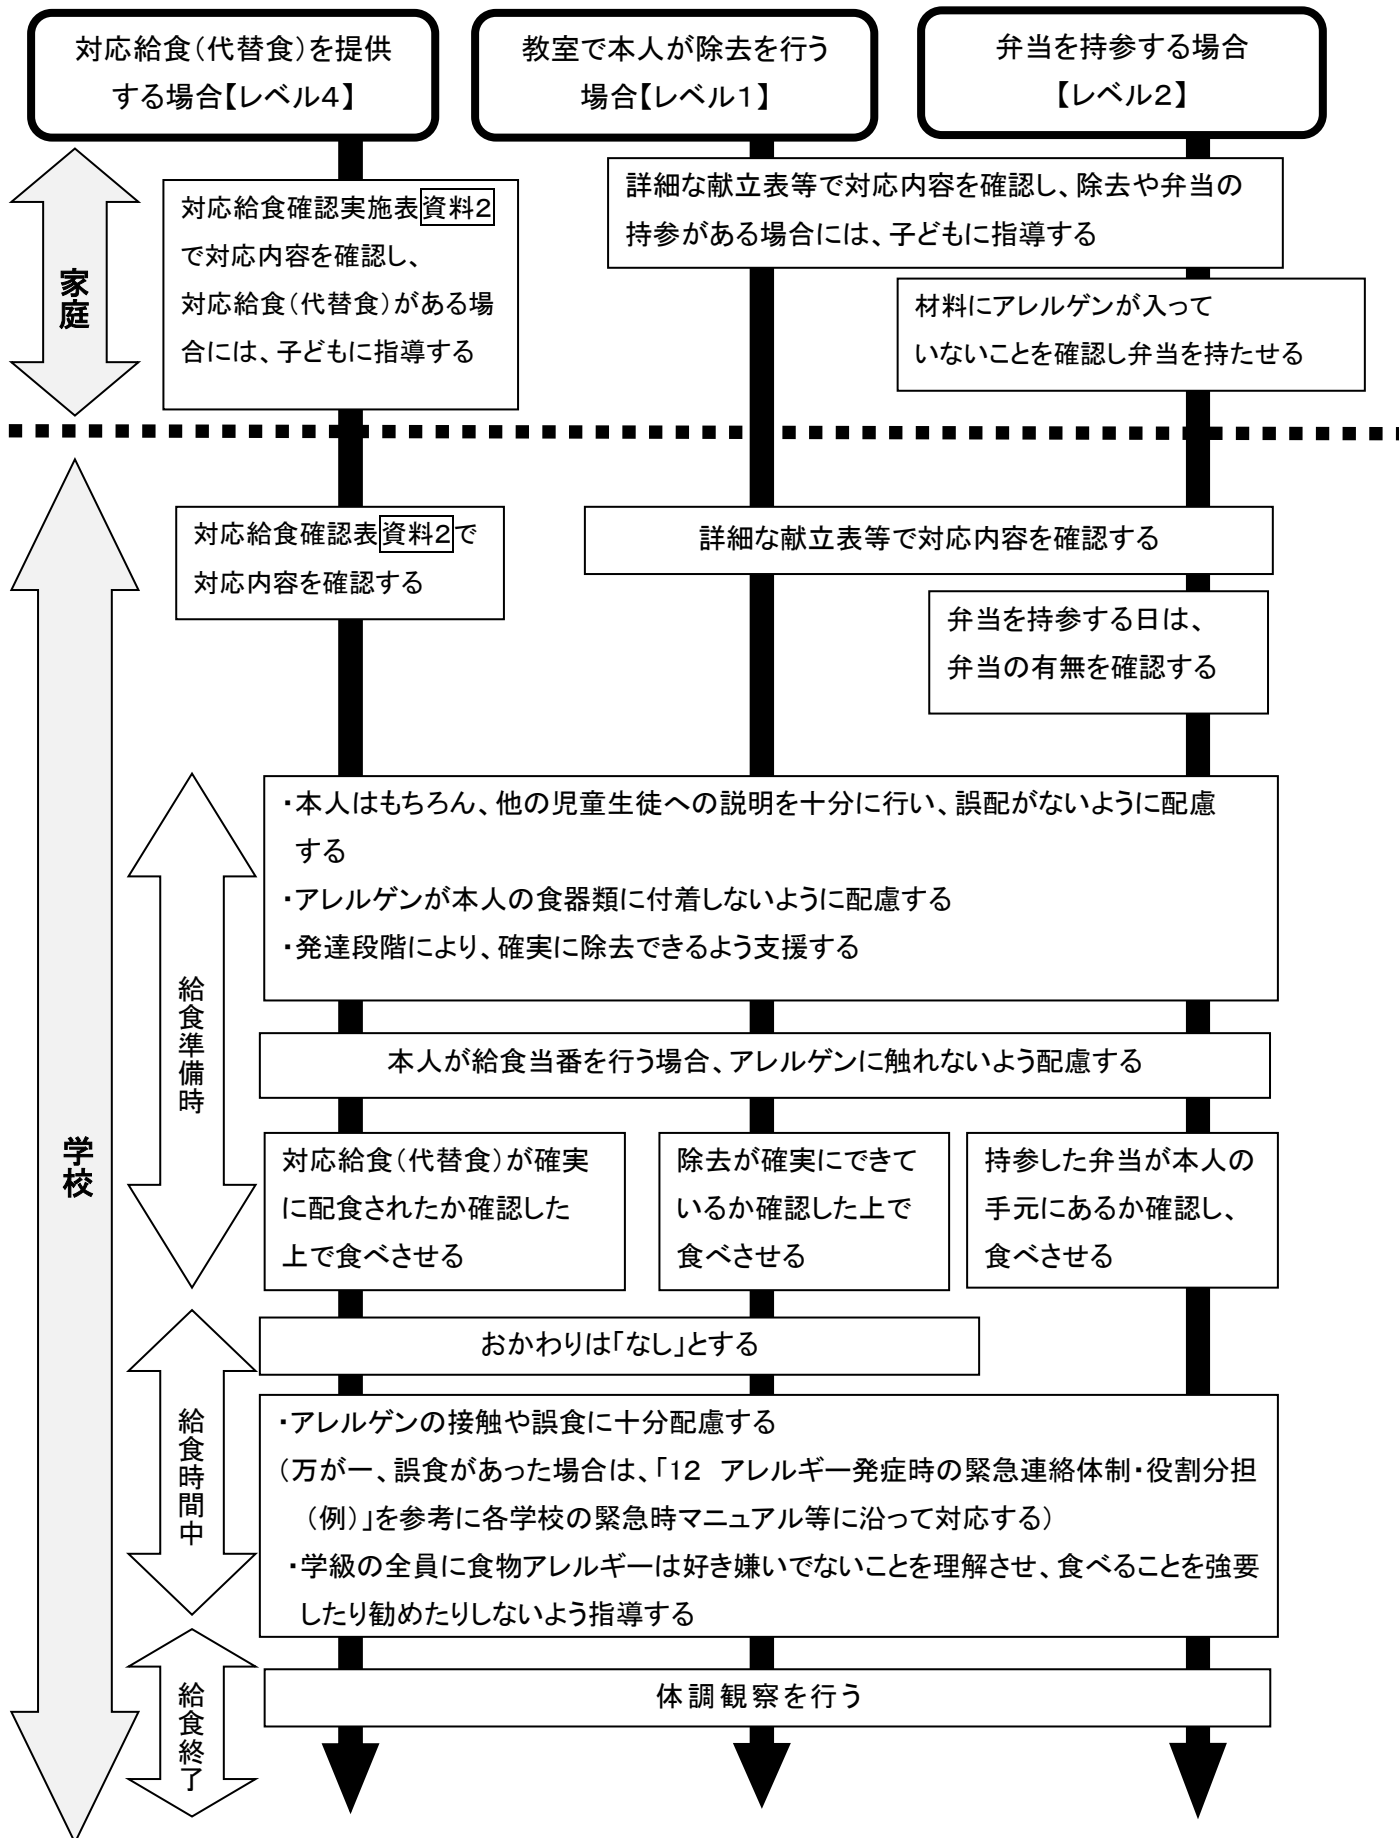 対応給食(代替食)を提供
する場合【レベル4】
教室で本人が除去を行う
場合【レベル1】
弁当を持参する場合
【レベル2】
家庭
対応給食確認実施表資料2
で対応内容を確認し、
対応給食(代替食)がある場
合には、子どもに指導する
詳細な献立表等で対応内容を確認し、除去や弁当の
持参がある場合には、子どもに指導する
材料にアレルゲンが入って
いないことを確認し弁当を持たせる
学校
対応給食確認表資料2で
対応内容を確認する
詳細な献立表等で対応内容を確認する
弁当を持参する日は、
弁当の有無を確認する
給食準備時
・本人はもちろん、他の児童生徒への説明を十分に行い、誤配がないように配慮
する
・アレルゲンが本人の食器類に付着しないように配慮する
・発達段階により、確実に除去できるよう支援する
本人が給食当番を行う場合、アレルゲンに触れないよう配慮する
対応給食(代替食)が確実
に配食されたか確認した
上で食べさせる
除去が確実にできて
いるか確認した上で
食べさせる
持参した弁当が本人の
手元にあるか確認し、
食べさせる
給食時間中
おかわりは「なし」とする
・アレルゲンの接触や誤食に十分配慮する
(万が一、誤食があった場合は、「12 アレルギー発症時の緊急連絡体制・役割分担
(例)」を参考に各学校の緊急時マニュアル等に沿って対応する)
・学級の全員に食物アレルギーは好き嫌いでないことを理解させ、食べることを強要
したり勧めたりしないよう指導する
給食終了
体調観察を行う